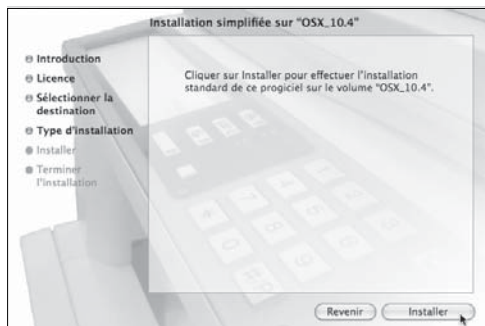 Installation simplifiée sur "OSX_10.4"
Introduction
Licence
Sélectionner la
destination
Type d'installation
Installer
Terminer
l'installation
Cliquer sur Installer pour effectuer l'installation
standard de ce progiciel sur le volume "OSX_10.4".
Revenir
Installer